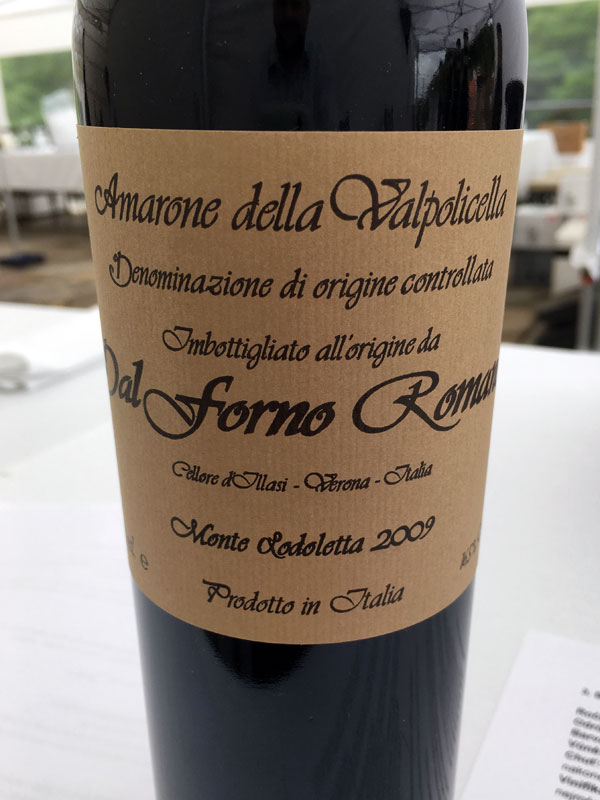 Amarone della Valpolicella
Denominazione di origine controllata
Imbottigliato all'origine da
Dal Forno Romano
Cellore d'Illasi - Verona - Italia
Monte Lodoletta 2009
e
Prodotto in Italia